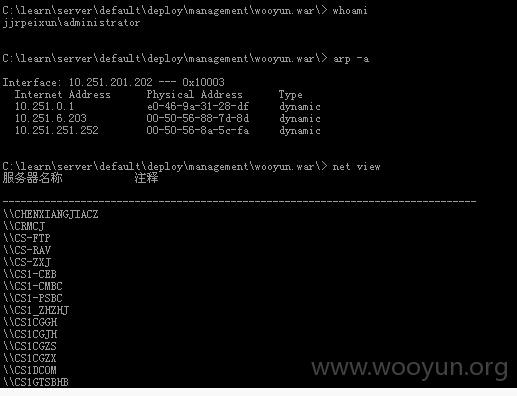 C:\learn\server\default\deploy\management\wooyun.war\> whoami
jjrpeixun\administrator
C:\learn\server\default\deploy\management\wooyun.war\> arp -a
Interface: 10.251.201.202 --- 0x10003
Internet Address Physical Address Type
10.251.0.1 e0-46-9a-31-28-df dynamic
10.251.6.203 00-50-56-88-7d-8d dynamic
10.251.251.252 00-50-56-8a-5c-fa dynamic
C:\learn\server\default\deploy\management\wooyun.war\> net view
服务器名称 注释
-------------------------------------------------------------------------------
\\CHENXIANGJIACZ
\\CRMCJ
\\CS-FTP
\\CS-RAV
\\CS-ZXJ
\\CS1-CEB
\\CS1-CMBC
\\CS1-PSBC
\\CS1_ZHZHJ
\\CS1CGGH
\\CS1CGJH
\\CS1CGZS
\\CS1CGZX
\\CS1DCOM
\\CS1GTSBHB
www.wooyun.org